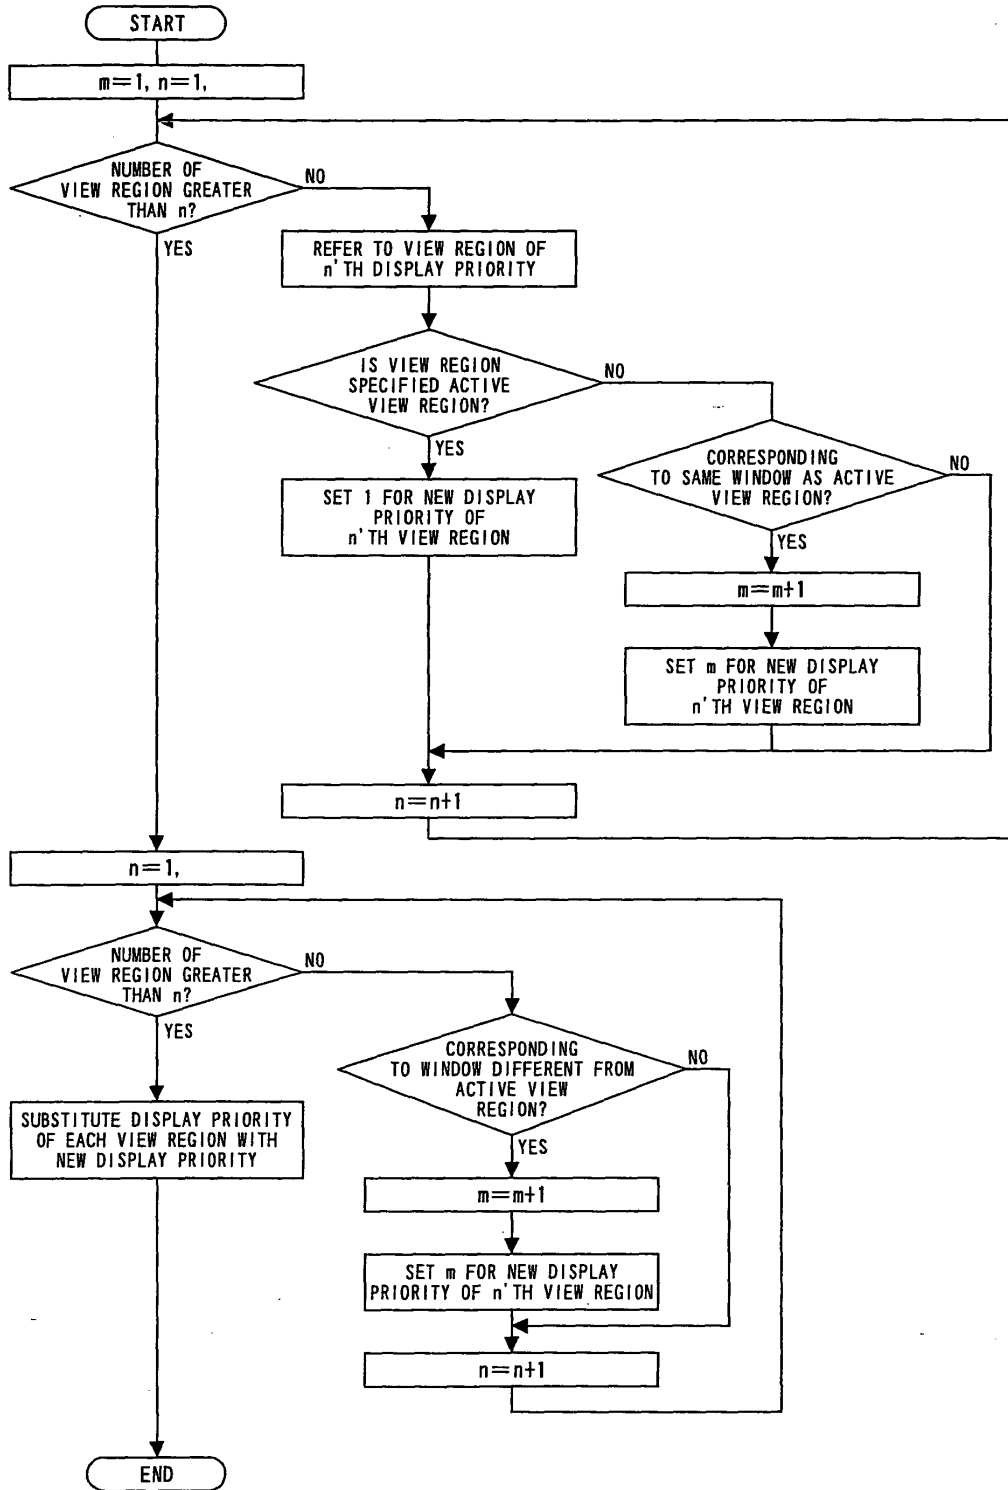 START
m=1, n=1,
NUMBER OF
VIEW REGION GREATER
THAN n?
NO
YES
REFER TO VIEW REGION OF
n'TH DISPLAY PRIORITY
IS VIEW REGION
SPECIFIED ACTIVE
VIEW REGION?
NO
YES
CORRESPONDING
TO SAME WINDOW AS ACTIVE
VIEW REGION?
NO
YES
SET 1 FOR NEW DISPLAY
PRIORITY OF
n'TH VIEW REGION
m=m+1
SET m FOR NEW DISPLAY
PRIORITY OF
n'TH VIEW REGION
n=n+1
n=1,
NUMBER OF
VIEW REGION GREATER
THAN n?
NO
YES
CORRESPONDING
TO WINDOW DIFFERENT FROM
ACTIVE VIEW
REGION?
NO
YES
SUBSTITUTE DISPLAY PRIORITY
OF EACH VIEW REGION WITH
NEW DISPLAY PRIORITY
m=m+1
SET m FOR NEW DISPLAY
PRIORITY OF n'TH VIEW REGION
n=n+1
END